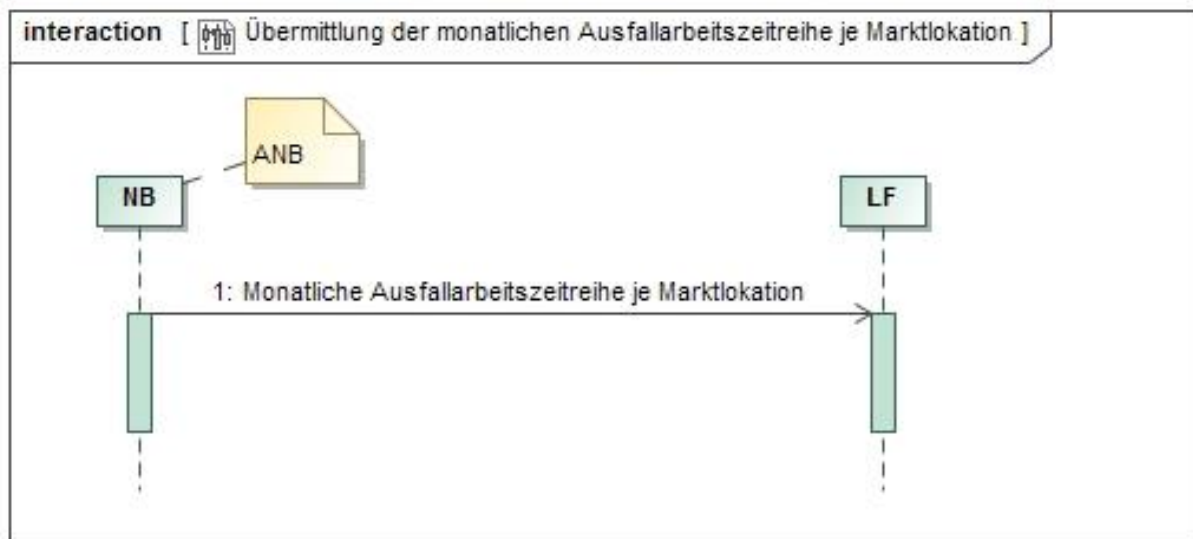 interaction [ Übermittlung der monatlichen Ausfallarbeitszeitreihe je Marktlokation ]
ANB
NB
LF
1: Monatliche Ausfallarbeitszeitreihe je Marktlokation